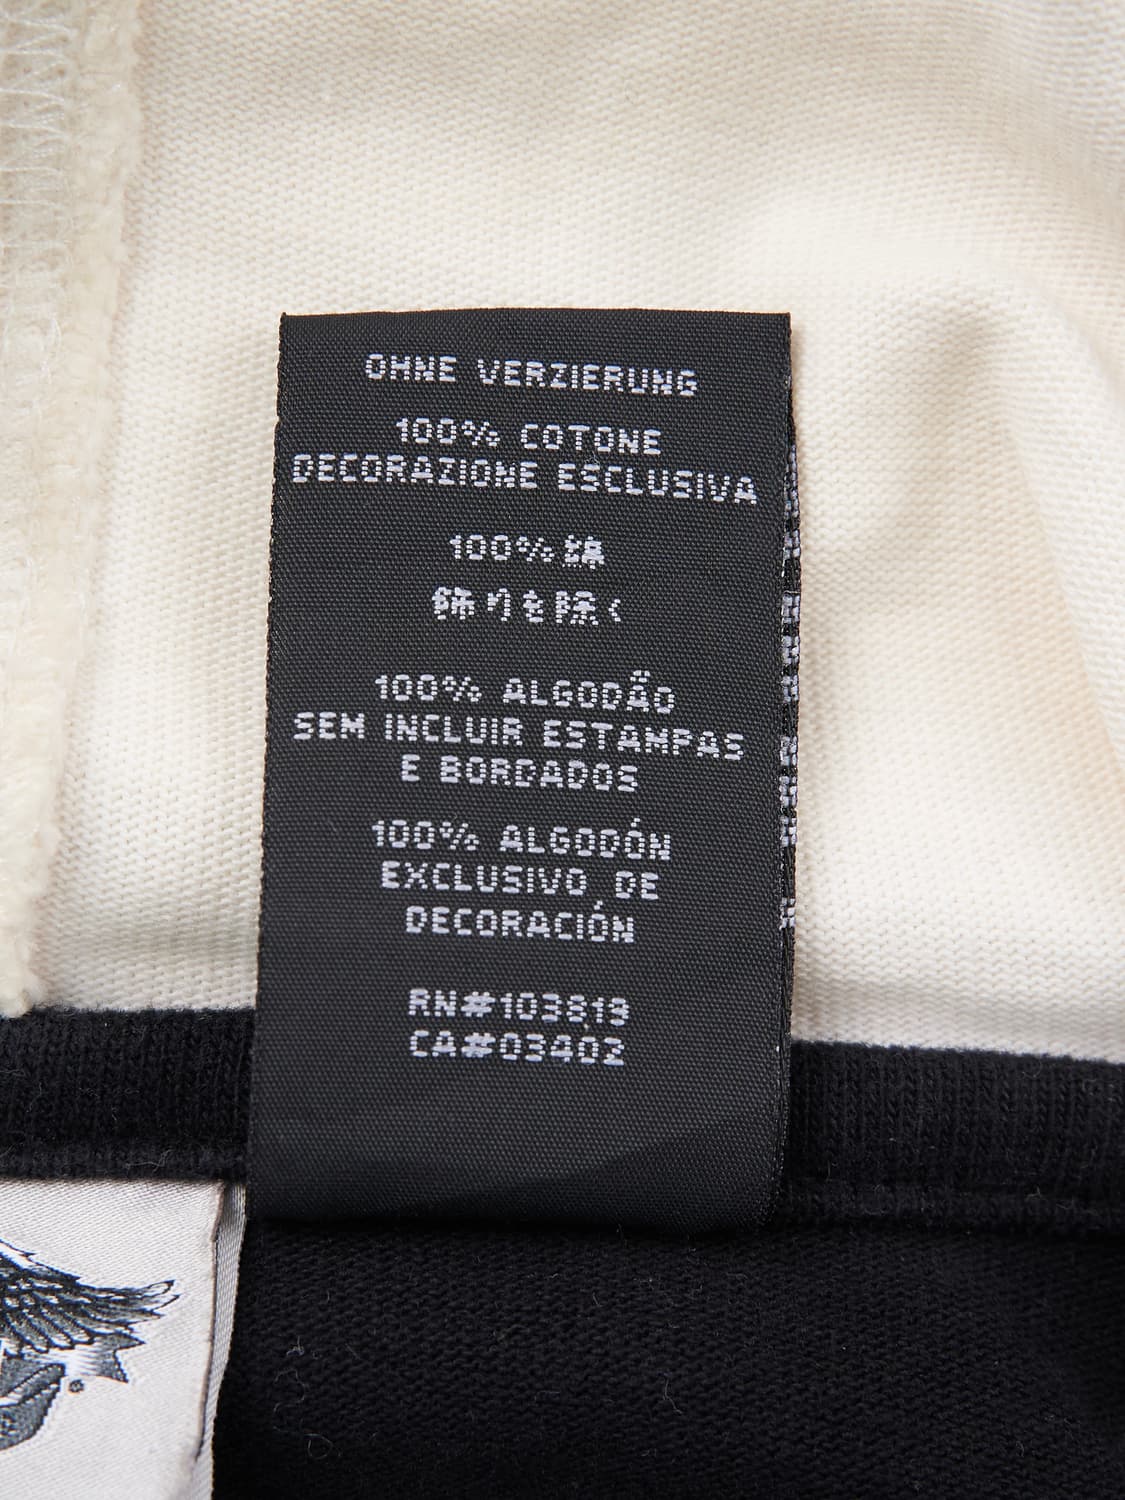 OHNE VERZIERUNG
100% COTONE
DECORAZIONE ESCLUSIVA
100% 綿
飾りを除く
100% ALGODÃO
SEM INCLUIR ESTAMPAS
E BORDADOS
100% ALGODÓN
EXCLUSIVO DE
DECORACIÓN
RN#103819
CA#03402
®